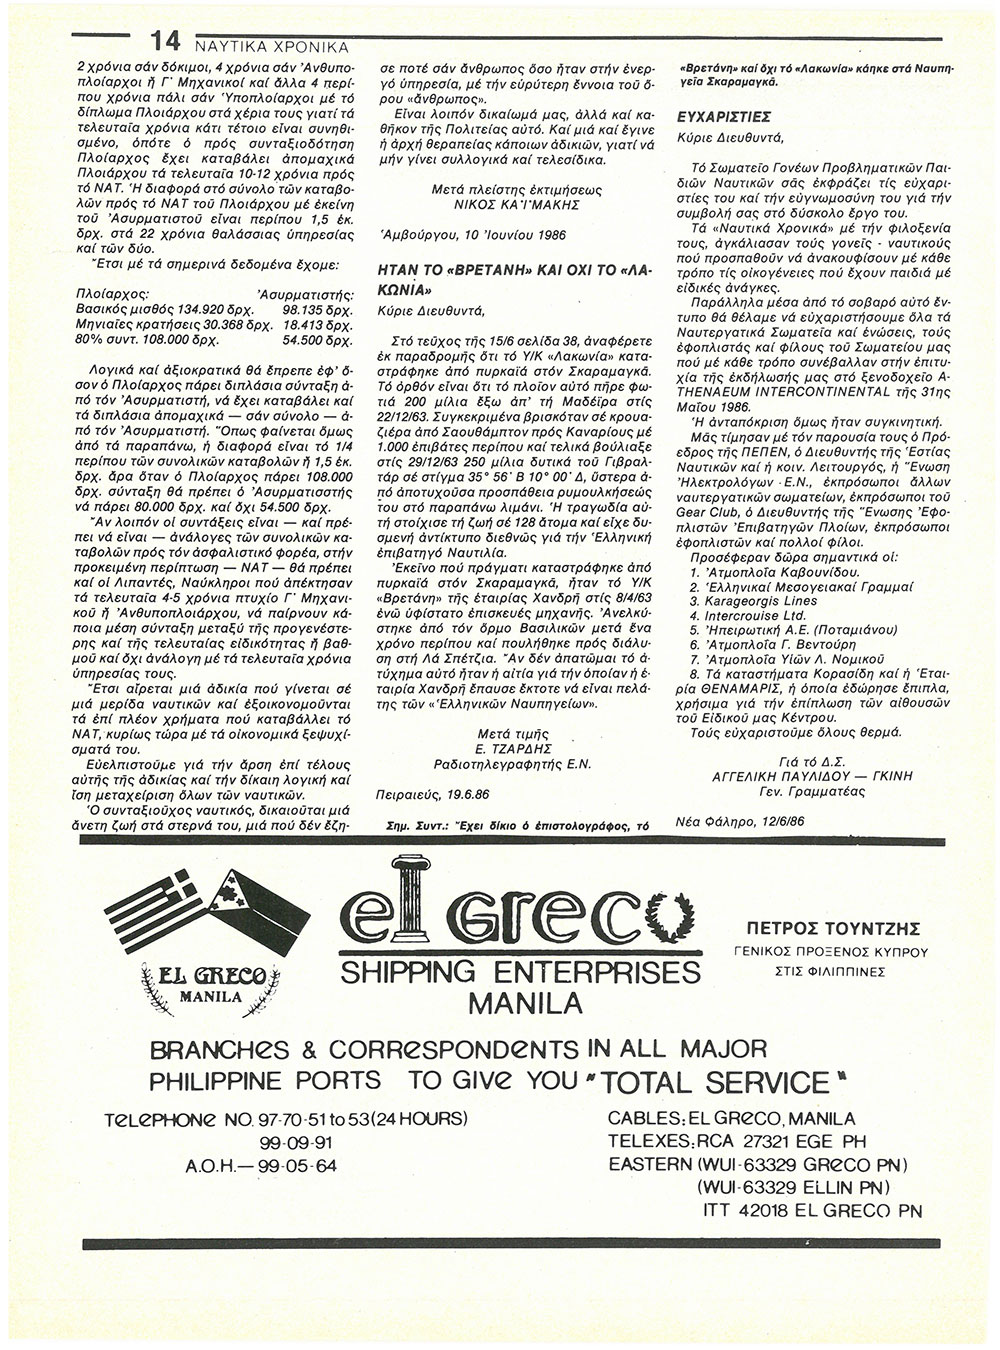 14 ΝΑΥΤΙΚΑ ΧΡΟΝΙΚΑ
2 χρόνια σάν δόκιμοι, 4 χρόνια σάν Ἀνθυπο-
πλοίαρχοι ἤ Γ΄ Μηχανικοί καί ἄλλα 4 περί-
που χρόνια πάλι σάν Ὑποπλοίαρχοι μέ τό
δίπλωμα Πλοιάρχου στά χέρια τους γιατί τά
τελευταῖα χρόνια κάτι τέτοιο εἶναι συνηθι-
σμένο, ὁπότε ὁ πρός συνταξιοδότηση
Πλοίαρχος ἔχει καταβάλει ἀπομαχικά
Πλοιάρχου τά τελευταῖα 10-12 χρόνια πρός
τό ΝΑΤ. Ἡ διαφορά στό σύνολο τῶν καταβο-
λῶν πρός τό ΝΑΤ τοῦ Πλοιάρχου μέ ἐκείνη
τοῦ Ἀσυρματιστοῦ εἶναι περίπου 1,5 ἑκ.
δρχ. στά 22 χρόνια θαλάσσιας ὑπηρεσίας
καί τῶν δύο.
Ἔτσι μέ τά σημερινά δεδομένα ἔχομε:
Πλοίαρχος: Ἀσυρματιστής:
Βασικός μισθός 134.920 δρχ. 98.135 δρχ.
Μηνιαῖες κρατήσεις 30.368 δρχ. 18.413 δρχ.
80% συντ. 108.000 δρχ. 54.500 δρχ.
Λογικά καί ἀξιοκρατικά θά ἔπρεπε ἐφ' ὅ-
σον ὁ Πλοίαρχος πάρει διπλάσια σύνταξη ἀ-
πό τόν Ἀσυρματιστή, νά ἔχει καταβάλει καί
τά διπλάσια ἀπομαχικά — σάν σύνολο — ἀ-
πό τόν Ἀσυρματιστή. Ὅπως φαίνεται ὅμως
ἀπό τά παραπάνω, ἡ διαφορά εἶναι τό 1/4
περίπου τῶν συνολικῶν καταβολῶν ἤ 1,5 ἑκ.
δρχ. ἄρα ὅταν ὁ Πλοίαρχος πάρει 108.000
δρχ. σύνταξη θά πρέπει ὁ Ἀσυρματισστής
νά πάρει 80.000 δρχ. καί ὄχι 54.500 δρχ.
Ἄν λοιπόν οἱ συντάξεις εἶναι — καί πρέ-
πει νά εἶναι — ἀνάλογες τῶν συνολικῶν κα-
ταβολῶν πρός τόν ἀσφαλιστικό φορέα, στήν
προκειμένη περίπτωση — ΝΑΤ — θά πρέπει
καί οἱ Λιπαντές, Ναύκληροι πού ἀπέκτησαν
τά τελευταῖα 4-5 χρόνια πτυχίο Γ΄ Μηχανι-
κοῦ ἤ Ἀνθυποπλοιάρχου, νά παίρνουν κά-
ποια μέση σύνταξη μεταξύ τῆς προγενέστε-
ρης καί τῆς τελευταίας εἰδικότητας ἤ βαθ-
μοῦ καί ὄχι ἀνάλογη μέ τά τελευταῖα χρόνια
ὑπηρεσίας τους.
Ἔτσι αἴρεται μιά ἀδικία πού γίνεται σέ
μιά μερίδα ναυτικῶν καί ἐξοικονομοῦνται
τά ἐπί πλέον χρήματα πού καταβάλλει τό
ΝΑΤ, κυρίως τώρα μέ τά οἰκονομικά ξεψυχί-
σματά του.
Εὐελπιστοῦμε γιά τήν ἄρση ἐπί τέλους
αὐτῆς τῆς ἀδικίας καί τήν δίκαιη λογική καί
ἴση μεταχείριση ὅλων τῶν ναυτικῶν.
Ὁ συνταξιοῦχος ναυτικός, δικαιοῦται μιά
ἄνετη ζωή στά στερνά του, μιά πού δέν ἔζη-
σε ποτέ σάν ἄνθρωπος ὅσο ἦταν στήν ἐνερ-
γό ὑπηρεσία, μέ τήν εὐρύτερη ἔννοια τοῦ ὅ-
ρου «ἄνθρωπος».
Εἶναι λοιπόν δικαίωμά μας, ἀλλά καί κα-
θῆκον τῆς Πολιτείας αὐτό. Καί μιά καί ἔγινε
ἡ ἀρχή θεραπείας κάποιων ἀδικιῶν, γιατί νά
μήν γίνει συλλογικά καί τελεσίδικα.
Μετά πλείστης ἐκτιμήσεως
ΝΙΚΟΣ ΚΑΪΜΑΚΗΣ
Ἀμβούργου, 10 Ἰουνίου 1986
ΗΤΑΝ ΤΟ «ΒΡΕΤΑΝΗ» ΚΑΙ ΟΧΙ ΤΟ «ΛΑ-
ΚΩΝΙΑ»
Κύριε Διευθυντά,
Στό τεῦχος τῆς 15/6 σελίδα 38, ἀναφέρετε
ἐκ παραδρομῆς ὅτι τό Υ/Κ «Λακωνία» κατα-
στράφηκε ἀπό πυρκαϊά στόν Σκαραμαγκᾶ.
Τό ὀρθόν εἶναι ὅτι τό πλοῖον αὐτό πῆρε φω-
τιά 200 μίλια ἔξω ἀπ' τή Μαδέϊρα στίς
22/12/63. Συγκεκριμένα βρισκόταν σέ κρουα-
ζιέρα ἀπό Σαουθάμπτον πρός Καναρίους μέ
1.000 ἐπιβάτες περίπου καί τελικά βούλιαξε
στίς 29/12/63 250 μίλια δυτικά τοῦ Γιβραλ-
τάρ σέ στίγμα 35° 56΄ Β 10° 00΄ Δ, ὕστερα ἀ-
πό ἀποτυχοῦσα προσπάθεια ρυμουλκήσεώς
του στό παραπάνω λιμάνι. Ἡ τραγωδία αὐ-
τή στοίχισε τή ζωή σέ 128 ἄτομα καί εἶχε δυ-
σμενή ἀντίκτυπο διεθνῶς γιά τήν Ἑλληνική
ἐπιβατηγό Ναυτιλία.
Ἐκεῖνο πού πράγματι καταστράφηκε ἀπό
πυρκαϊά στόν Σκαραμαγκᾶ, ἦταν τό Υ/Κ
«Βρετάνη» τῆς ἑταιρίας Χανδρῆ στίς 8/4/63
ἐνῶ ὑφίστατο ἐπισκευές μηχανῆς. Ἀνελκύ-
στηκε ἀπό τόν ὅρμο Βασιλικῶν μετά ἕνα
χρόνο περίπου καί πουλήθηκε πρός διάλυ-
ση στή Λά Σπέτζια. Ἄν δέν ἀπατῶμαι τό ἀ-
τύχημα αὐτό ἦταν ἡ αἰτία γιά τήν ὁποίαν ἡ ἑ-
ταιρία Χανδρῆ ἔπαυσε ἔκτοτε νά εἶναι πελά-
της τῶν «Ἑλληνικῶν Ναυπηγείων».
Μετά τιμῆς
Ε. ΤΖΑΡΔΗΣ
Ραδιοτηλεγραφητής Ε.Ν.
Πειραιεύς, 19.6.86
Σημ. Συντ.: Ἔχει δίκιο ὁ ἐπιστολογράφος, τό
«Βρετάνη» καί ὄχι τό «Λακωνία» κάηκε στά Ναυπη-
γεῖα Σκαραμαγκᾶ.
ΕΥΧΑΡΙΣΤΙΕΣ
Κύριε Διευθυντά,
Τό Σωματεῖο Γονέων Προβληματικῶν Παι-
διῶν Ναυτικῶν σᾶς ἐκφράζει τίς εὐχαρι-
στίες του καί τήν εὐγνωμοσύνη του γιά τήν
συμβολή σας στό δύσκολο ἔργο του.
Τά «Ναυτικά Χρονικά» μέ τήν φιλοξενία
τους, ἀγκάλιασαν τούς γονεῖς - ναυτικούς
πού προσπαθοῦν νά ἀνακουφίσουν μέ κάθε
τρόπο τίς οἰκογένειες πού ἔχουν παιδιά μέ
εἰδικές ἀνάγκες.
Παράλληλα μέσα ἀπό τό σοβαρό αὐτό ἔν-
τυπο θά θέλαμε νά εὐχαριστήσουμε ὅλα τά
Ναυτεργατικά Σωματεῖα καί ἑνώσεις, τούς
ἐφοπλιστάς καί φίλους τοῦ Σωματείου μας
πού μέ κάθε τρόπο συνέβαλλαν στήν ἐπιτυ-
χία τῆς ἐκδήλωσής μας στό ξενοδοχεῖο Α-
THENAEUM INTERCONTINENTAL τῆς 31ης
Μαΐου 1986.
Ἡ ἀνταπόκριση ὅμως ἦταν συγκινητική.
Μᾶς τίμησαν μέ τόν παρουσία τους ὁ Πρό-
εδρος τῆς ΠΕΠΕΝ, ὁ Διευθυντής τῆς Ἑστίας
Ναυτικῶν καί ἡ κοιν. Λειτουργός, ἡ Ἕνωση
Ἠλεκτρολόγων - Ε.Ν., ἐκπρόσωποι ἄλλων
ναυτεργατικῶν σωματείων, ἐκπρόσωποι τοῦ
Gear Club, ὁ Διευθυντής τῆς Ἕνωσης Ἐφο-
πλιστῶν Ἐπιβατηγῶν Πλοίων, ἐκπρόσωποι
ἐφοπλιστῶν καί πολλοί φίλοι.
Προσέφεραν δῶρα σημαντικά οἱ:
1. Ἀτμοπλοΐα Καβουνίδου.
2. Ἑλληνικαί Μεσογειακαί Γραμμαί
3. Karageorgis Lines
4. Intercrouise Ltd.
5. Ἠπειρωτική Α.Ε. (Ποταμιάνου)
6. Ἀτμοπλοΐα Γ. Βεντούρη
7. Ἀτμοπλοΐα Υἱῶν Λ. Νομικοῦ
8. Τά καταστήματα Κορασίδη καί ἡ Ἑται-
ρία ΘΕΝΑΜΑΡΙΣ, ἡ ὁποία ἐδώρησε ἔπιπλα,
χρήσιμα γιά τήν ἐπίπλωση τῶν αἰθουσῶν
τοῦ Εἰδικοῦ μας Κέντρου.
Τούς εὐχαριστοῦμε ὅλους θερμά.
Γιά τό Δ.Σ.
ΑΓΓΕΛΙΚΗ ΠΑΥΛΙΔΟΥ — ΓΚΙΝΗ
Γεν. Γραμματέας
Νέα Φάληρο, 12/6/86
EL GRECO
MANILA
el Greco
SHIPPING ENTERPRISES
MANILA
ΠΕΤΡΟΣ ΤΟΥΝΤΖΗΣ
ΓΕΝΙΚΟΣ ΠΡΟΞΕΝΟΣ ΚΥΠΡΟΥ
ΣΤΙΣ ΦΙΛΙΠΠΙΝΕΣ
BRANCHeS & CORReSPONDeNTS IN ALL MAJOR
PHILIPPINE PORTS TO GIVe YOU "TOTAL SERVICE"
TeLePHONe NO. 97-70-51 to 53 (24 HOURS)
99-09-91
A.O.H.— 99-05-64
CABLES: EL GReCO, MANILA
TELEXES: RCA 27321 EGE PH
EASTERN (WUI-63329 GReCO PN)
(WUI-63329 ELLIN PN)
ITT 42018 EL GRECO PN